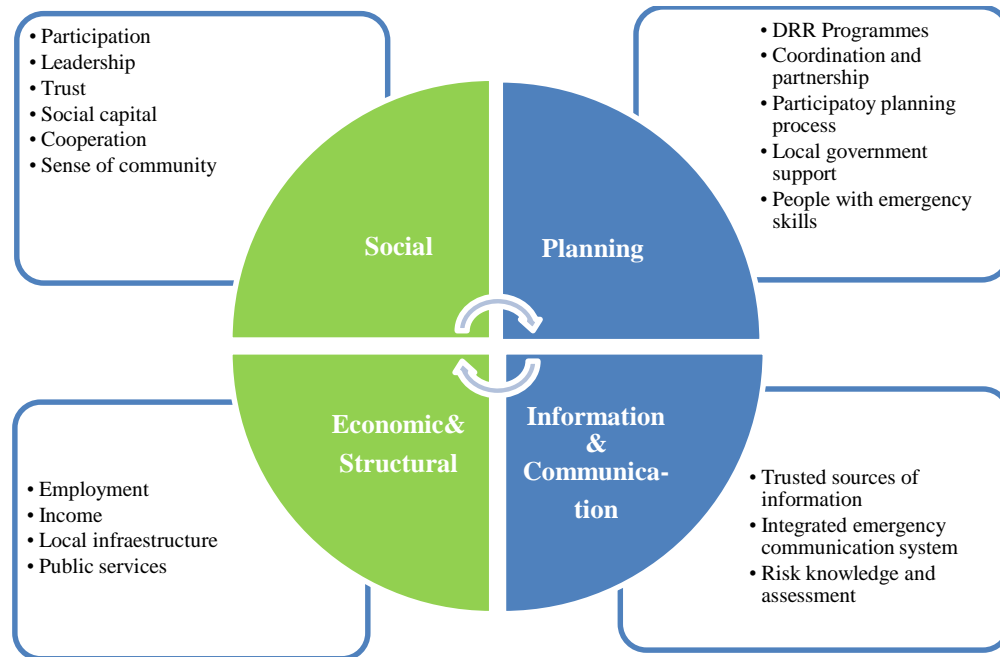 • Participation
• Leadership
• Trust
• Social capital
• Cooperation
• Sense of community
• DRR Programmes
• Coordination and
partnership
• Participatoy planning
process
• Local government
support
• People with emergency
skills
Social
Planning
Economic&
Structural
Information
&
Communica-
tion
• Employment
• Income
• Local infraestructure
• Public services
• Trusted sources of
information
• Integrated emergency
communication system
• Risk knowledge and
assessment